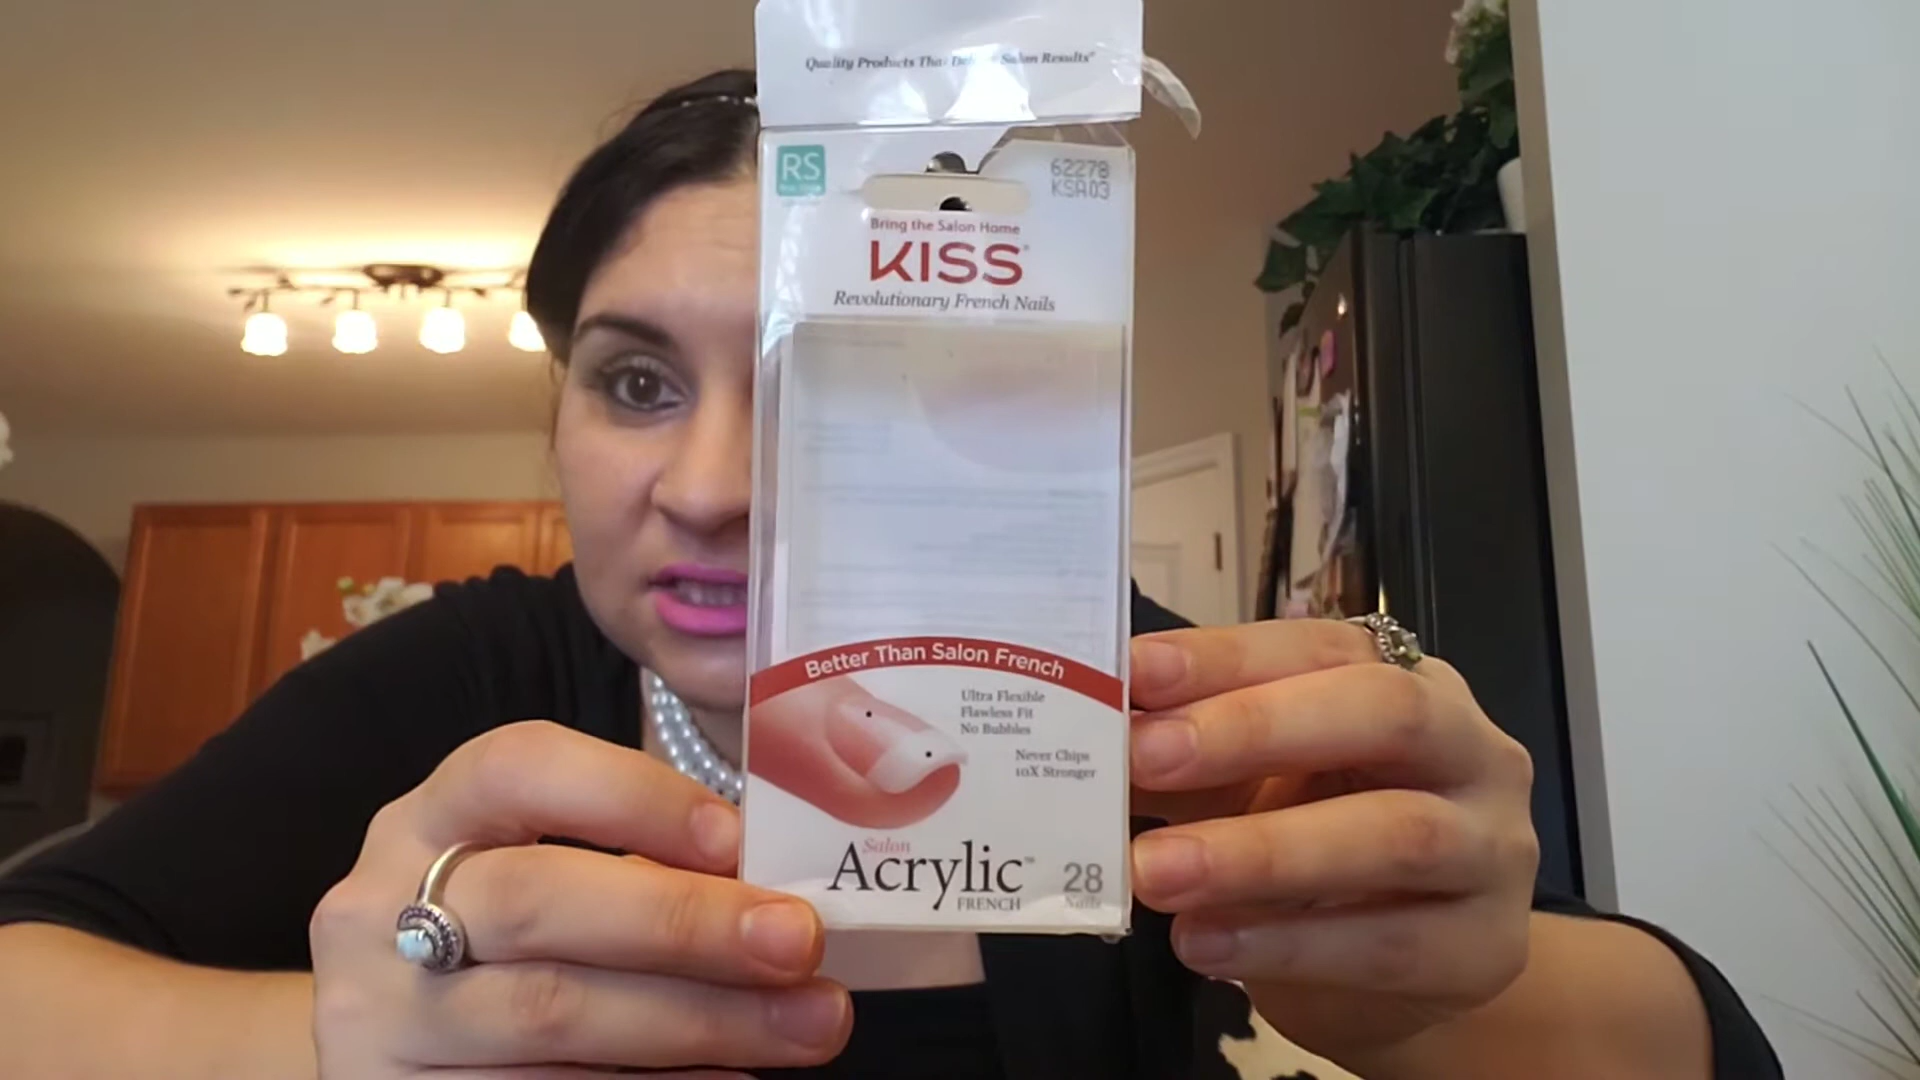 Quality Products That Deliver Salon Results
RS
62278
KSA03
Bring the Salon Home
KISS
Revolutionary French Nails
Better Than Salon French
Ultra Flexible
Flawless Fit
No Bubbles
Never Chips
10X Stronger
Salon
Acrylic™
FRENCH
28
Nails